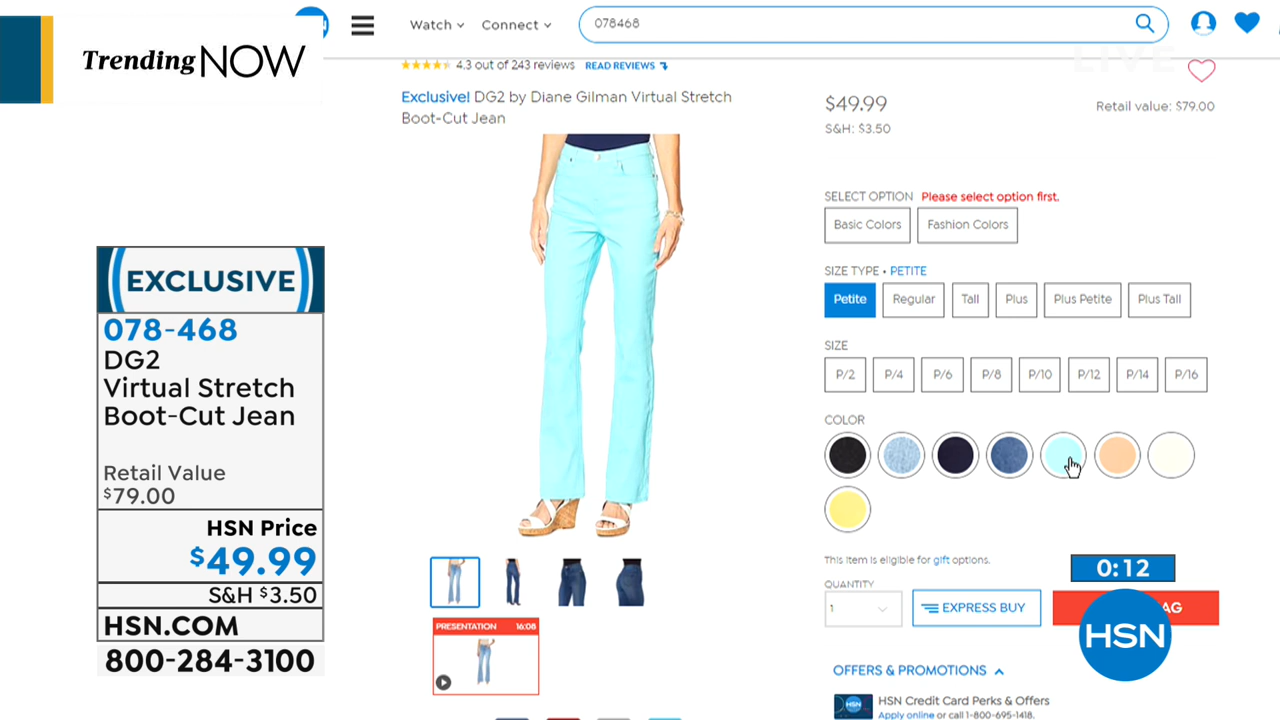 Trending NOW
Watch
Connect
078468
LIVE
4.3 out of 243 reviews
READ REVIEWS
Exclusive! DG2 by Diane Gilman Virtual Stretch
Boot-Cut Jean
$49.99
Retail value: $79.00
S&H: $3.50
SELECT OPTION Please select option first.
Basic Colors
Fashion Colors
SIZE TYPE • PETITE
Petite
Regular
Tall
Plus
Plus Petite
Plus Tall
SIZE
P/2
P/4
P/6
P/8
P/10
P/12
P/14
P/16
COLOR
This item is eligible for gift options.
QUANTITY
1
EXPRESS BUY
AG
0:12
HSN
OFFERS & PROMOTIONS
HSN
HSN Credit Card Perks & Offers
Apply online or call 1-800-695-1418.
PRESENTATION 16:08
EXCLUSIVE
078-468
DG2
Virtual Stretch
Boot-Cut Jean
Retail Value
$79.00
HSN Price
$49.99
S&H $3.50
HSN.COM
800-284-3100